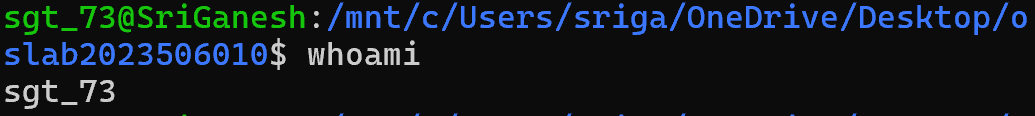 sgt_73@SriGanesh:/mnt/c/Users/sriga/OneDrive/Desktop/o
slab2023506010$ whoami
sgt_73